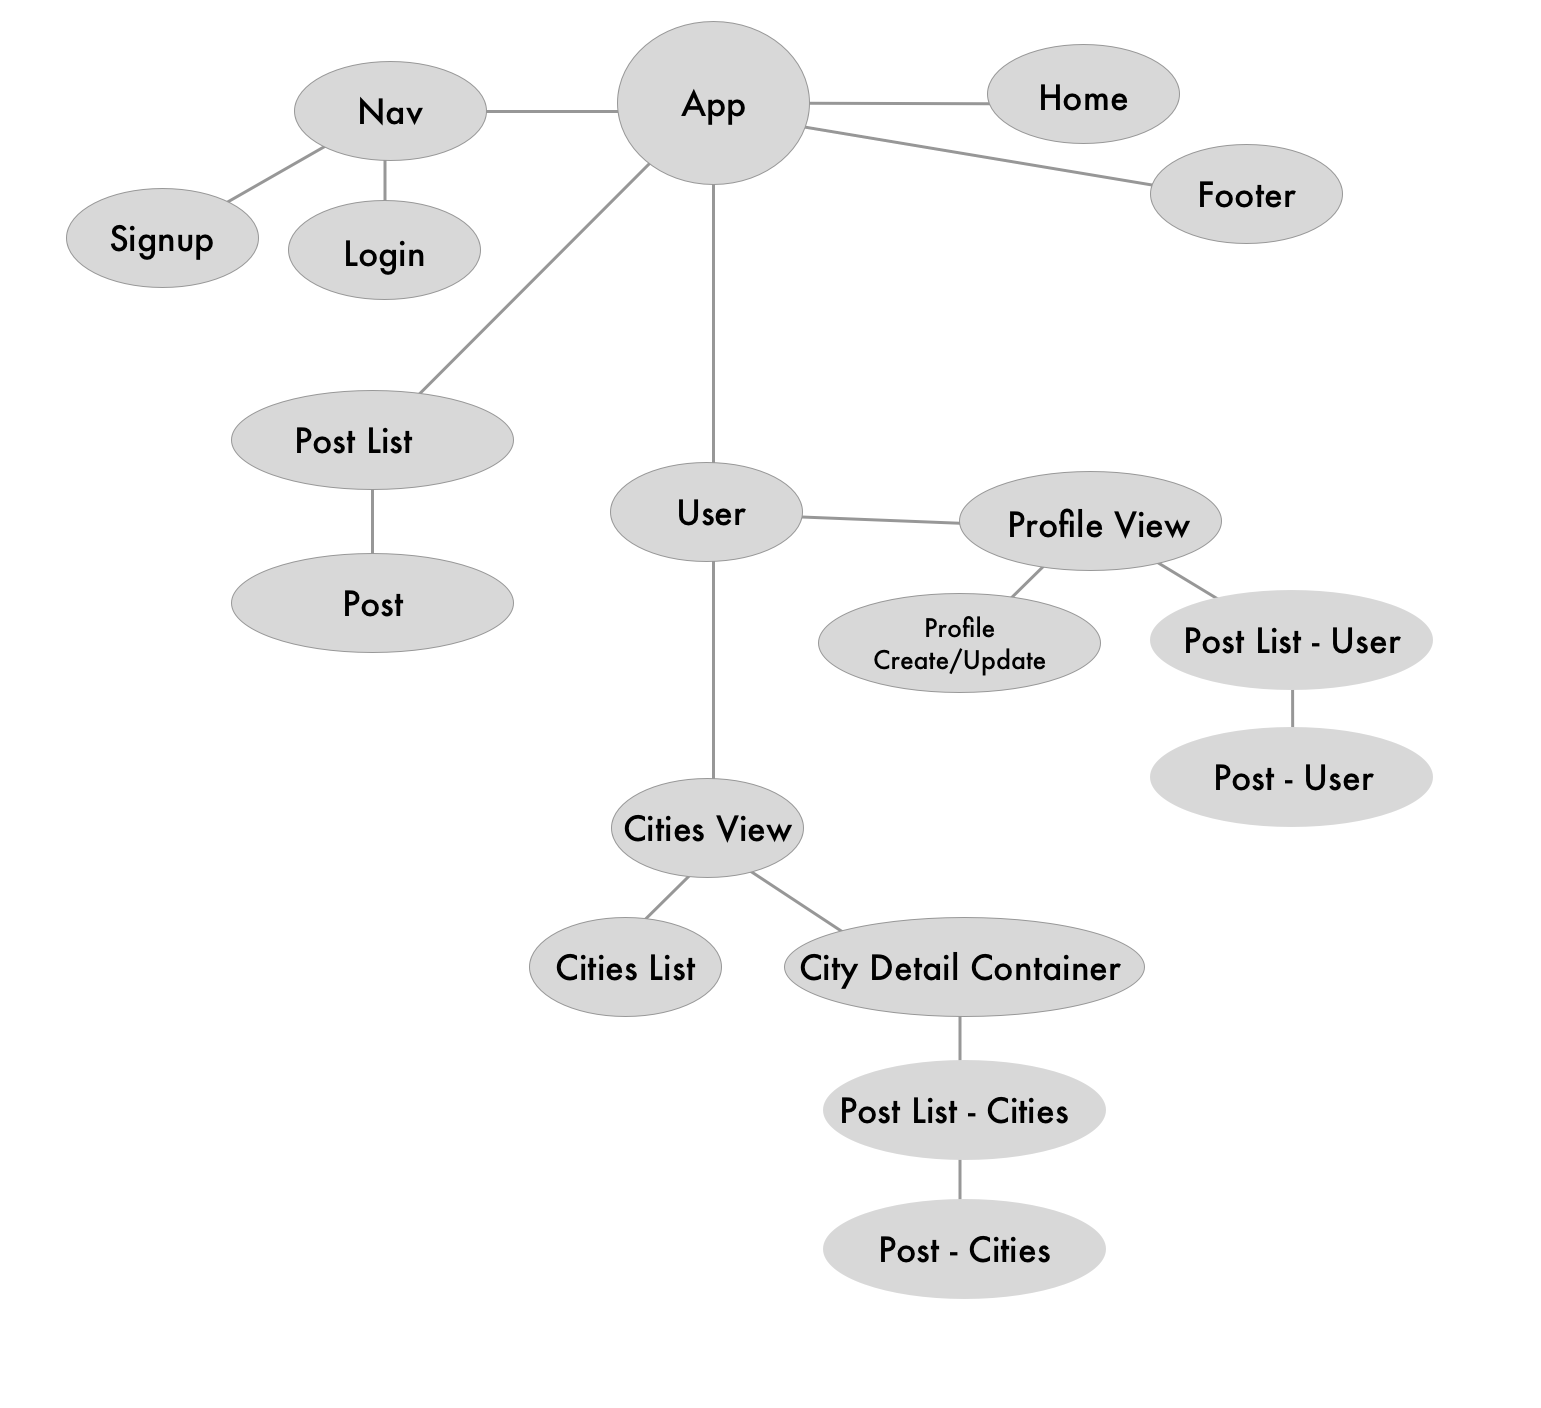 App
Home
Nav
Footer
Signup
Login
Post List
User
Profile View
Post
Profile
Create/Update
Post List - User
Post - User
Cities View
Cities List
City Detail Container
Post List - Cities
Post - Cities